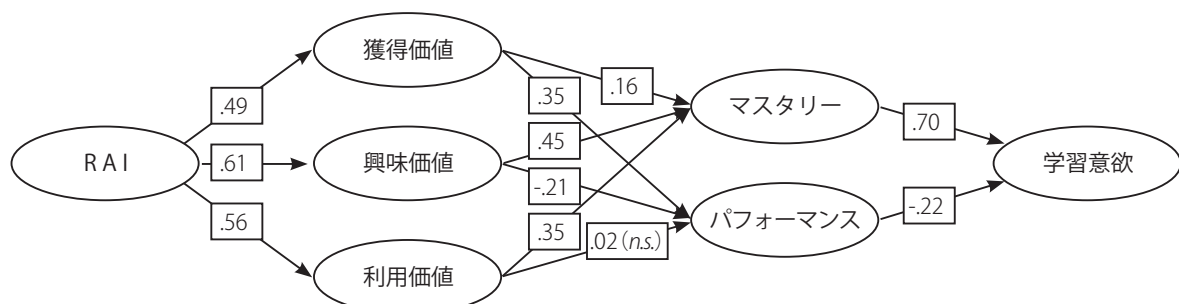 獲得価値
.49
.35
.16
マスタリー
.70
RAI
.61
興味価値
.45
-.21
学習意欲
.56
.35
.02(n.s.)
パフォーマンス
-.22
利用価値